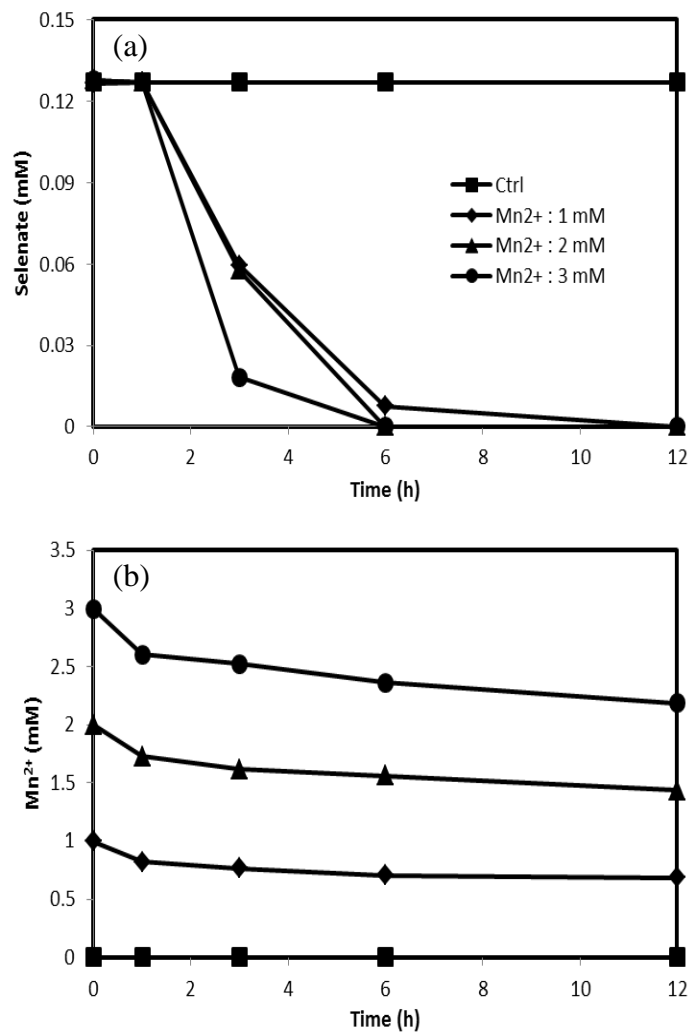 0.15
(a)
0.12
0.09
0.06
0.03
0
Selenate (mM)
Ctrl
Mn2+ : 1 mM
Mn2+ : 2 mM
Mn2+ : 3 mM
0 2 4 6 8 10 12
Time (h)
3.5
(b)
3
2.5
2
1.5
1
0.5
0
Mn²⁺ (mM)
0 2 4 6 8 10 12
Time (h)